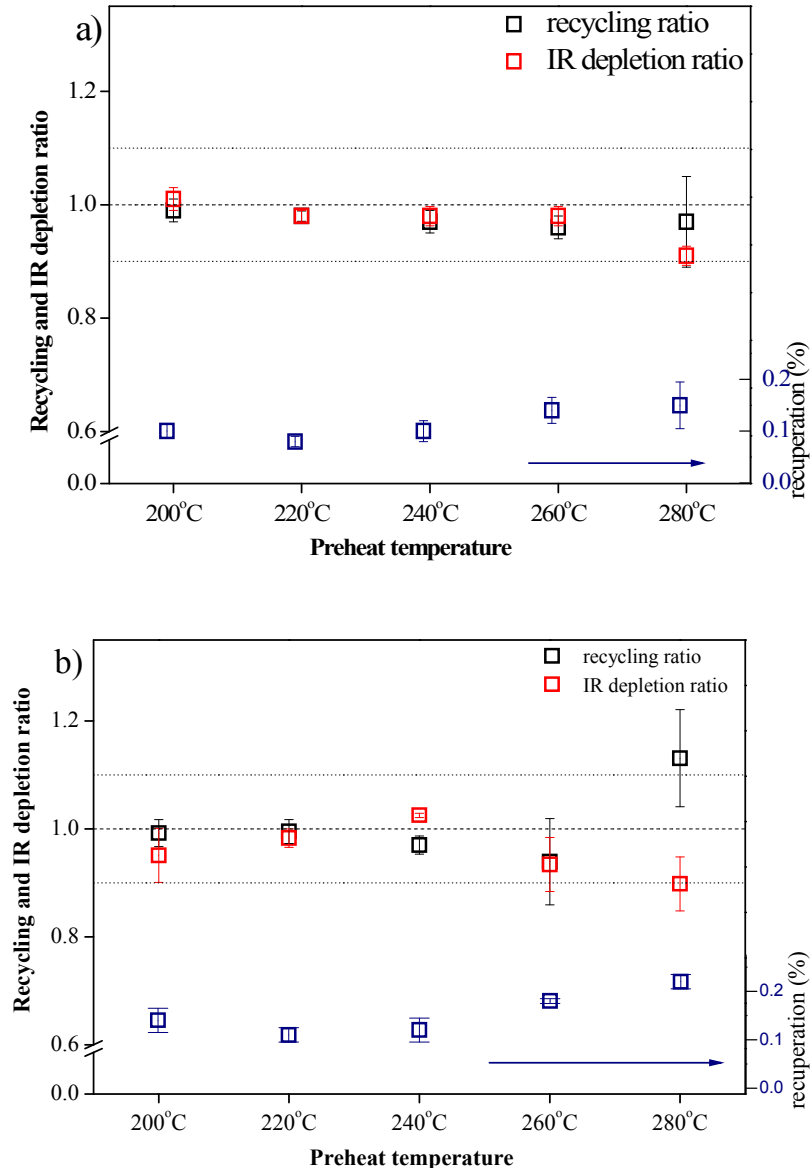 a)
recycling ratio
IR depletion ratio
Recycling and IR depletion ratio
1.2
1.0
0.8
0.6
0.0
0.2
0.1
0.0
recuperation (%)
200°C 220°C 240°C 260°C 280°C
Preheat temperature
b)
recycling ratio
IR depletion ratio
Recycling and IR depletion ratio
1.2
1.0
0.8
0.6
0.0
0.2
0.1
0.0
recuperation (%)
200°C 220°C 240°C 260°C 280°C
Preheat temperature